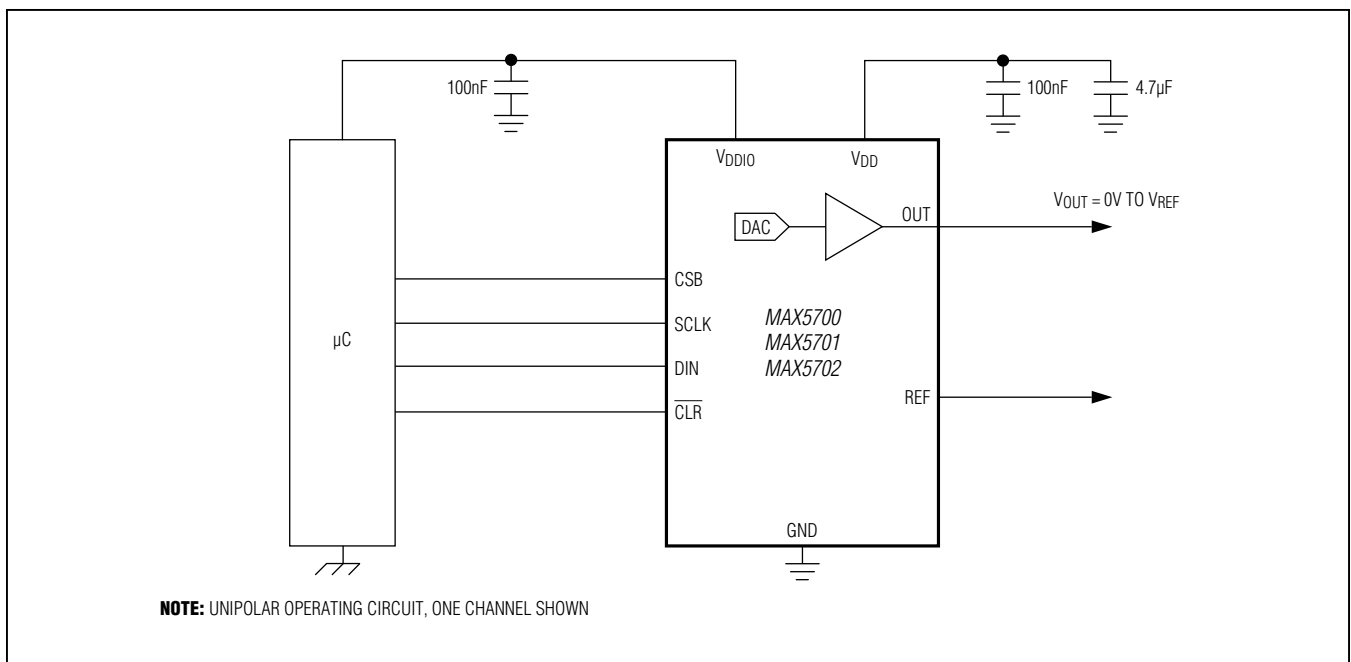 100nF
100nF
4.7µF
VDDIO
VDD
VOUT = 0V TO VREF
DAC
OUT
CSB
SCLK
DIN
CLR
µC
MAX5700
MAX5701
MAX5702
REF
GND
NOTE: UNIPOLAR OPERATING CIRCUIT, ONE CHANNEL SHOWN